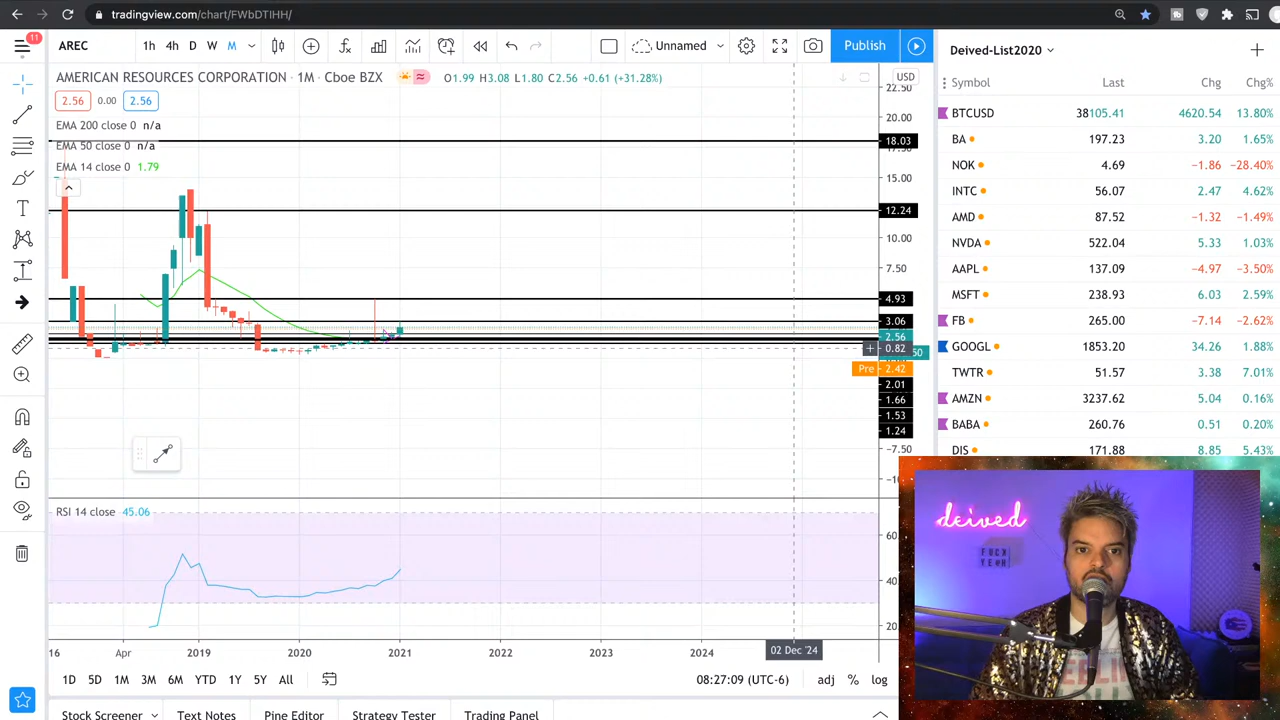 tradingview.com/chart/FWbDTIHH/
11
AREC
1h 4h D W M
Unnamed
Publish
Deived-List2020
AMERICAN RESOURCES CORPORATION · 1M · Cboe BZX
O1.99 H3.08 L1.80 C2.56 +0.61 (+31.28%)
USD
2.56 0.00 2.56
EMA 200 close 0 n/a
EMA 50 close 0 n/a
EMA 14 close 0 1.79
22.50
20.00
18.03
17.50
15.00
12.24
10.00
7.50
4.93
3.06
2.56
0.82
50
Pre 2.42
2.01
1.66
1.53
1.24
−7.50
Symbol Last Chg Chg%
BTCUSD 38105.41 4620.54 13.80%
BA 197.23 3.20 1.65%
NOK 4.69 −1.86 −28.40%
INTC 56.07 2.47 4.62%
AMD 87.52 −1.32 −1.49%
NVDA 522.04 5.33 1.03%
AAPL 137.09 −4.97 −3.50%
MSFT 238.93 6.03 2.59%
FB 265.00 −7.14 −2.62%
GOOGL 1853.20 34.26 1.88%
TWTR 51.57 3.38 7.01%
AMZN 3237.62 5.04 0.16%
BABA 260.76 0.51 0.20%
DIS 171.88 8.85 5.43%
RSI 14 close 45.06
60
40
20
deived
FUCK
YEAH
16 Apr 2019 2020 2021 2022 2023 2024 02 Dec '24
1D 5D 1M 3M 6M YTD 1Y 5Y All
08:27:09 (UTC-6) adj % log
Stock Screener Text Notes Pine Editor Strategy Tester Trading Panel